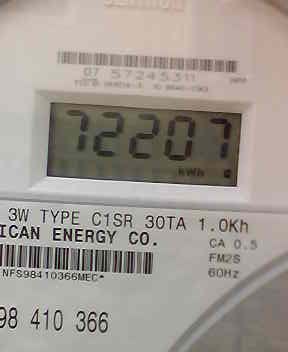 07 57245311
72207
kWh
3W TYPE C1SR 30TA 1.0Kh
ICAN ENERGY CO.
CA 0.5
FM2S
60Hz
NFS98410366MEC*
98 410 366